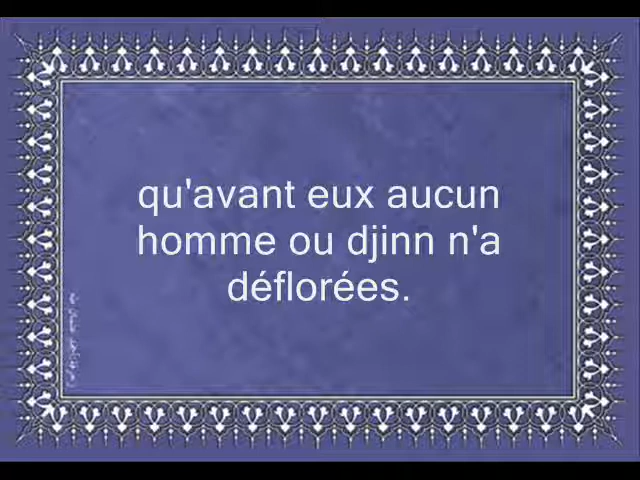 qu'avant eux aucun
homme ou djinn n'a
déflorées.